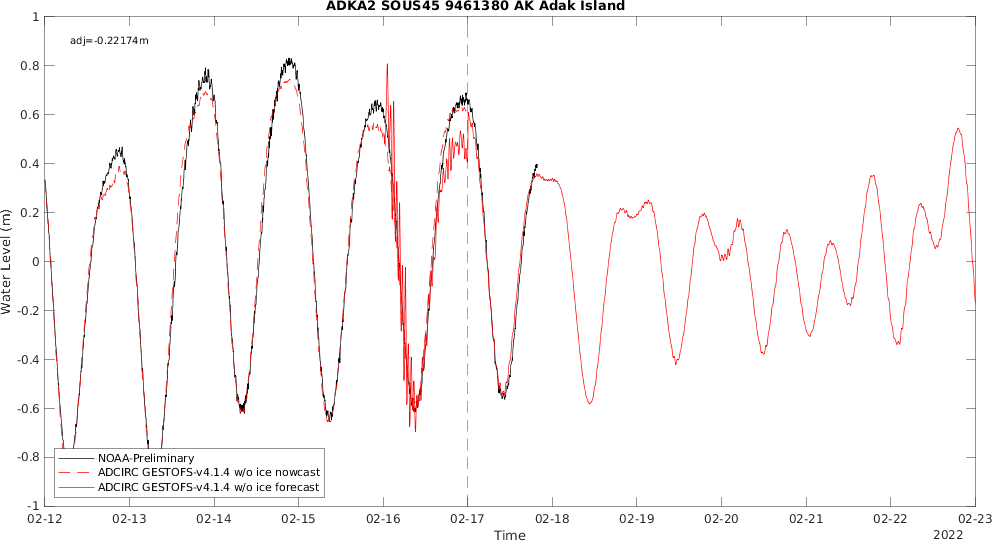 ADKA2 SOUS45 9461380 AK Adak Island
adj=-0.22174m
1
0.8
0.6
0.4
0.2
0
-0.2
-0.4
-0.6
-0.8
-1
Water Level (m)
NOAA-Preliminary
ADCIRC GESTOFS-v4.1.4 w/o ice nowcast
ADCIRC GESTOFS-v4.1.4 w/o ice forecast
02-12 02-13 02-14 02-15 02-16 02-17 02-18 02-19 02-20 02-21 02-22 02-23
Time
2022